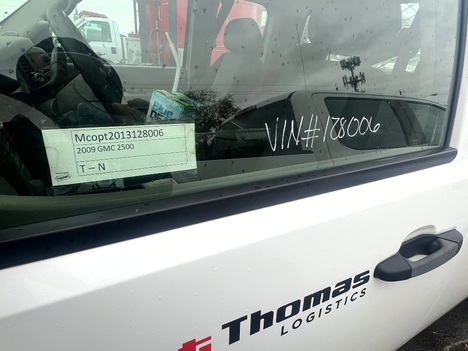 Mcopt2013128006
2009 GMC 2500
T - N
VIN# 128006
Thomas
LOGISTICS